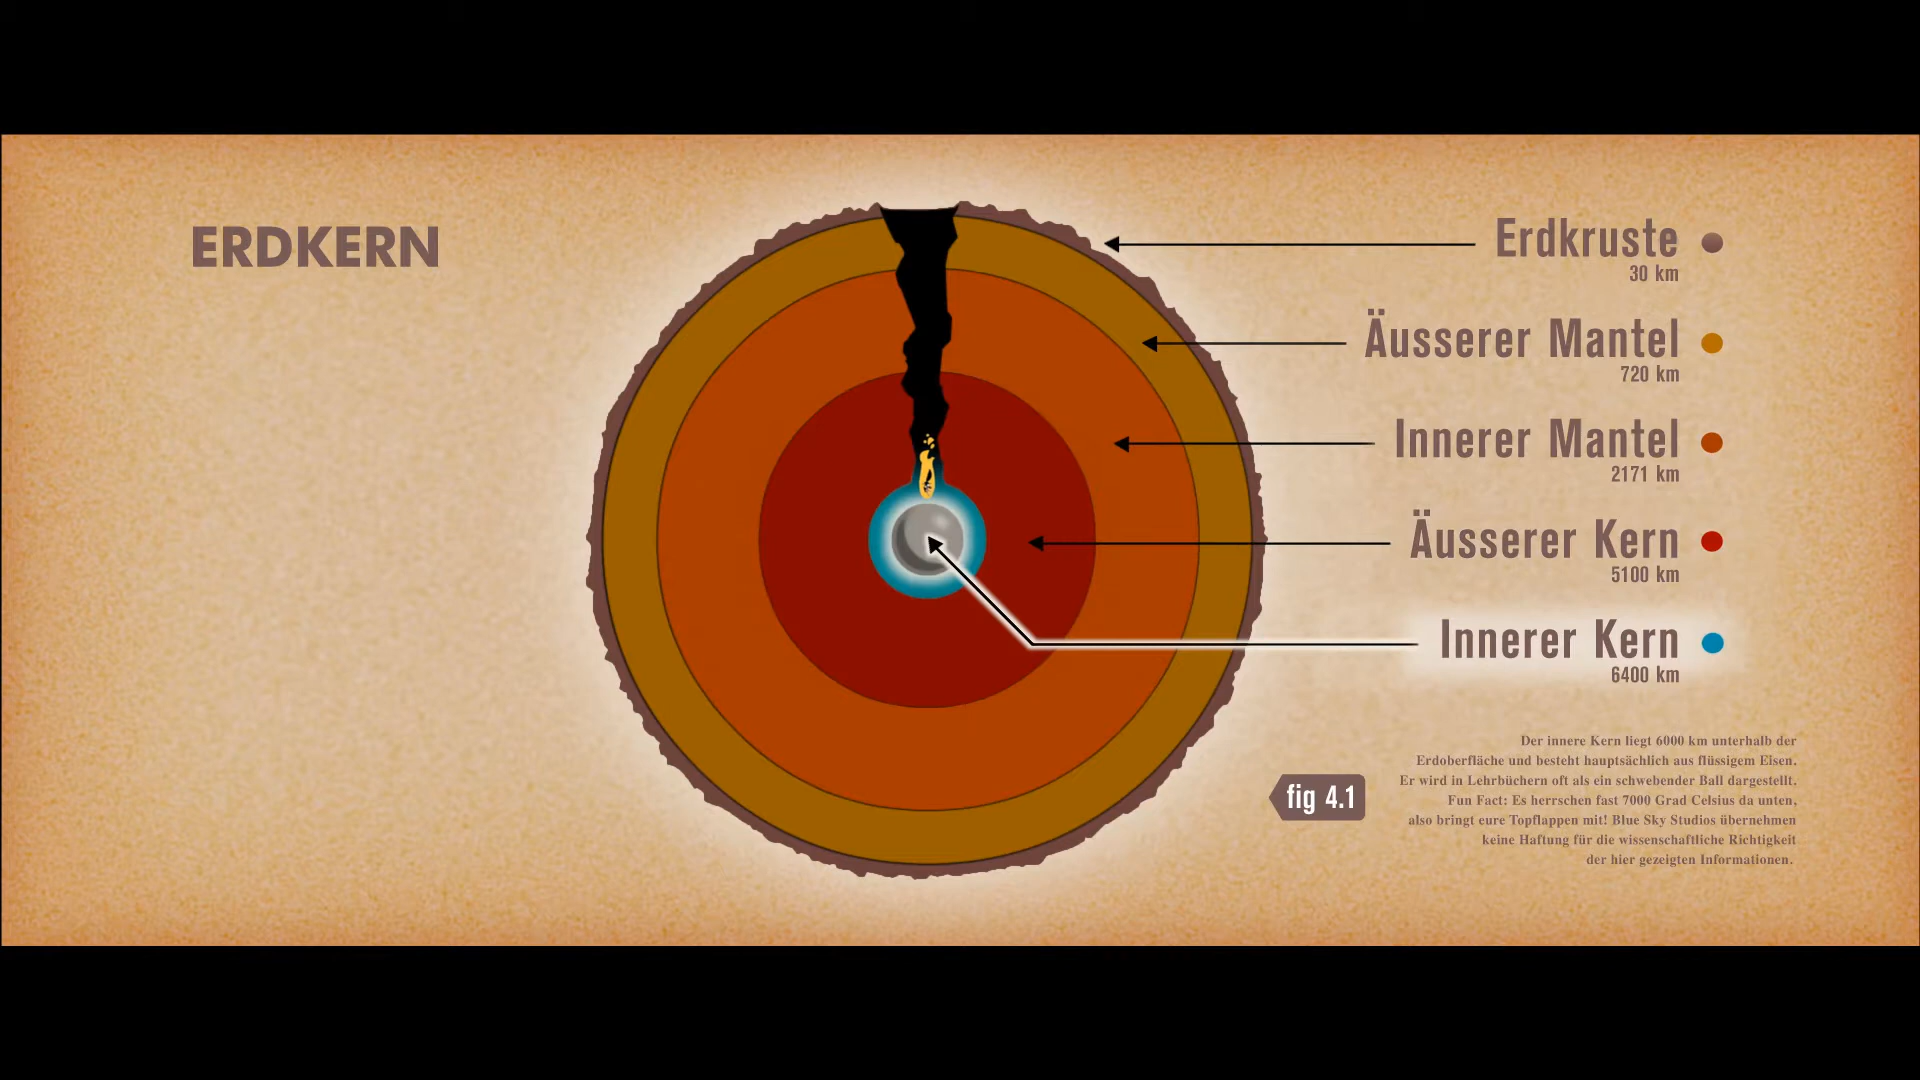 ERDKERN
Erdkruste
30 km
Äusserer Mantel
720 km
Innerer Mantel
2171 km
Äusserer Kern
5100 km
Innerer Kern
6400 km
fig 4.1
Der innere Kern liegt 6000 km unterhalb der
Erdoberfläche und besteht hauptsächlich aus flüssigem Eisen.
Er wird in Lehrbüchern oft als ein schwebender Ball dargestellt.
Fun Fact: Es herrschen fast 7000 Grad Celsius da unten,
also bringt eure Topflappen mit! Blue Sky Studios übernehmen
keine Haftung für die wissenschaftliche Richtigkeit
der hier gezeigten Informationen.